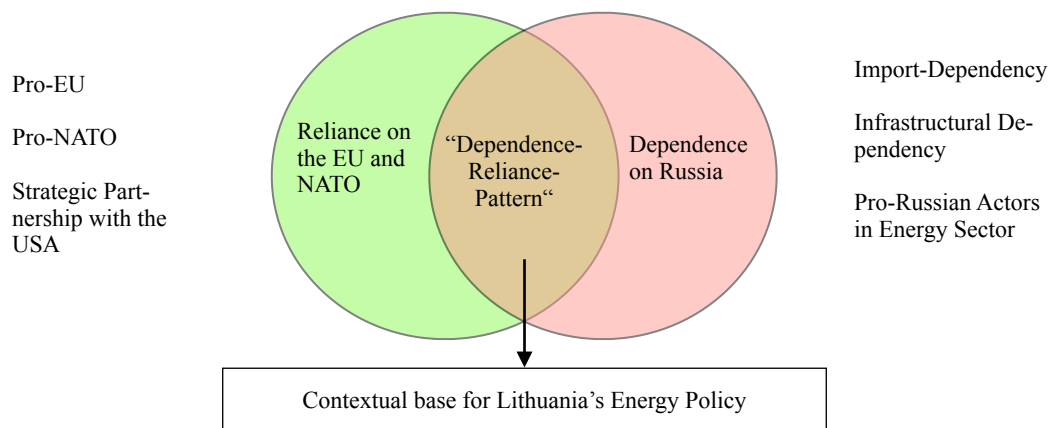 Pro-EU
Pro-NATO
Strategic Part-
nership with the
USA
Reliance on
the EU and
NATO
“Dependence-
Reliance-
Pattern“
Dependence
on Russia
Import-Dependency
Infrastructural De-
pendency
Pro-Russian Actors
in Energy Sector
Contextual base for Lithuania’s Energy Policy